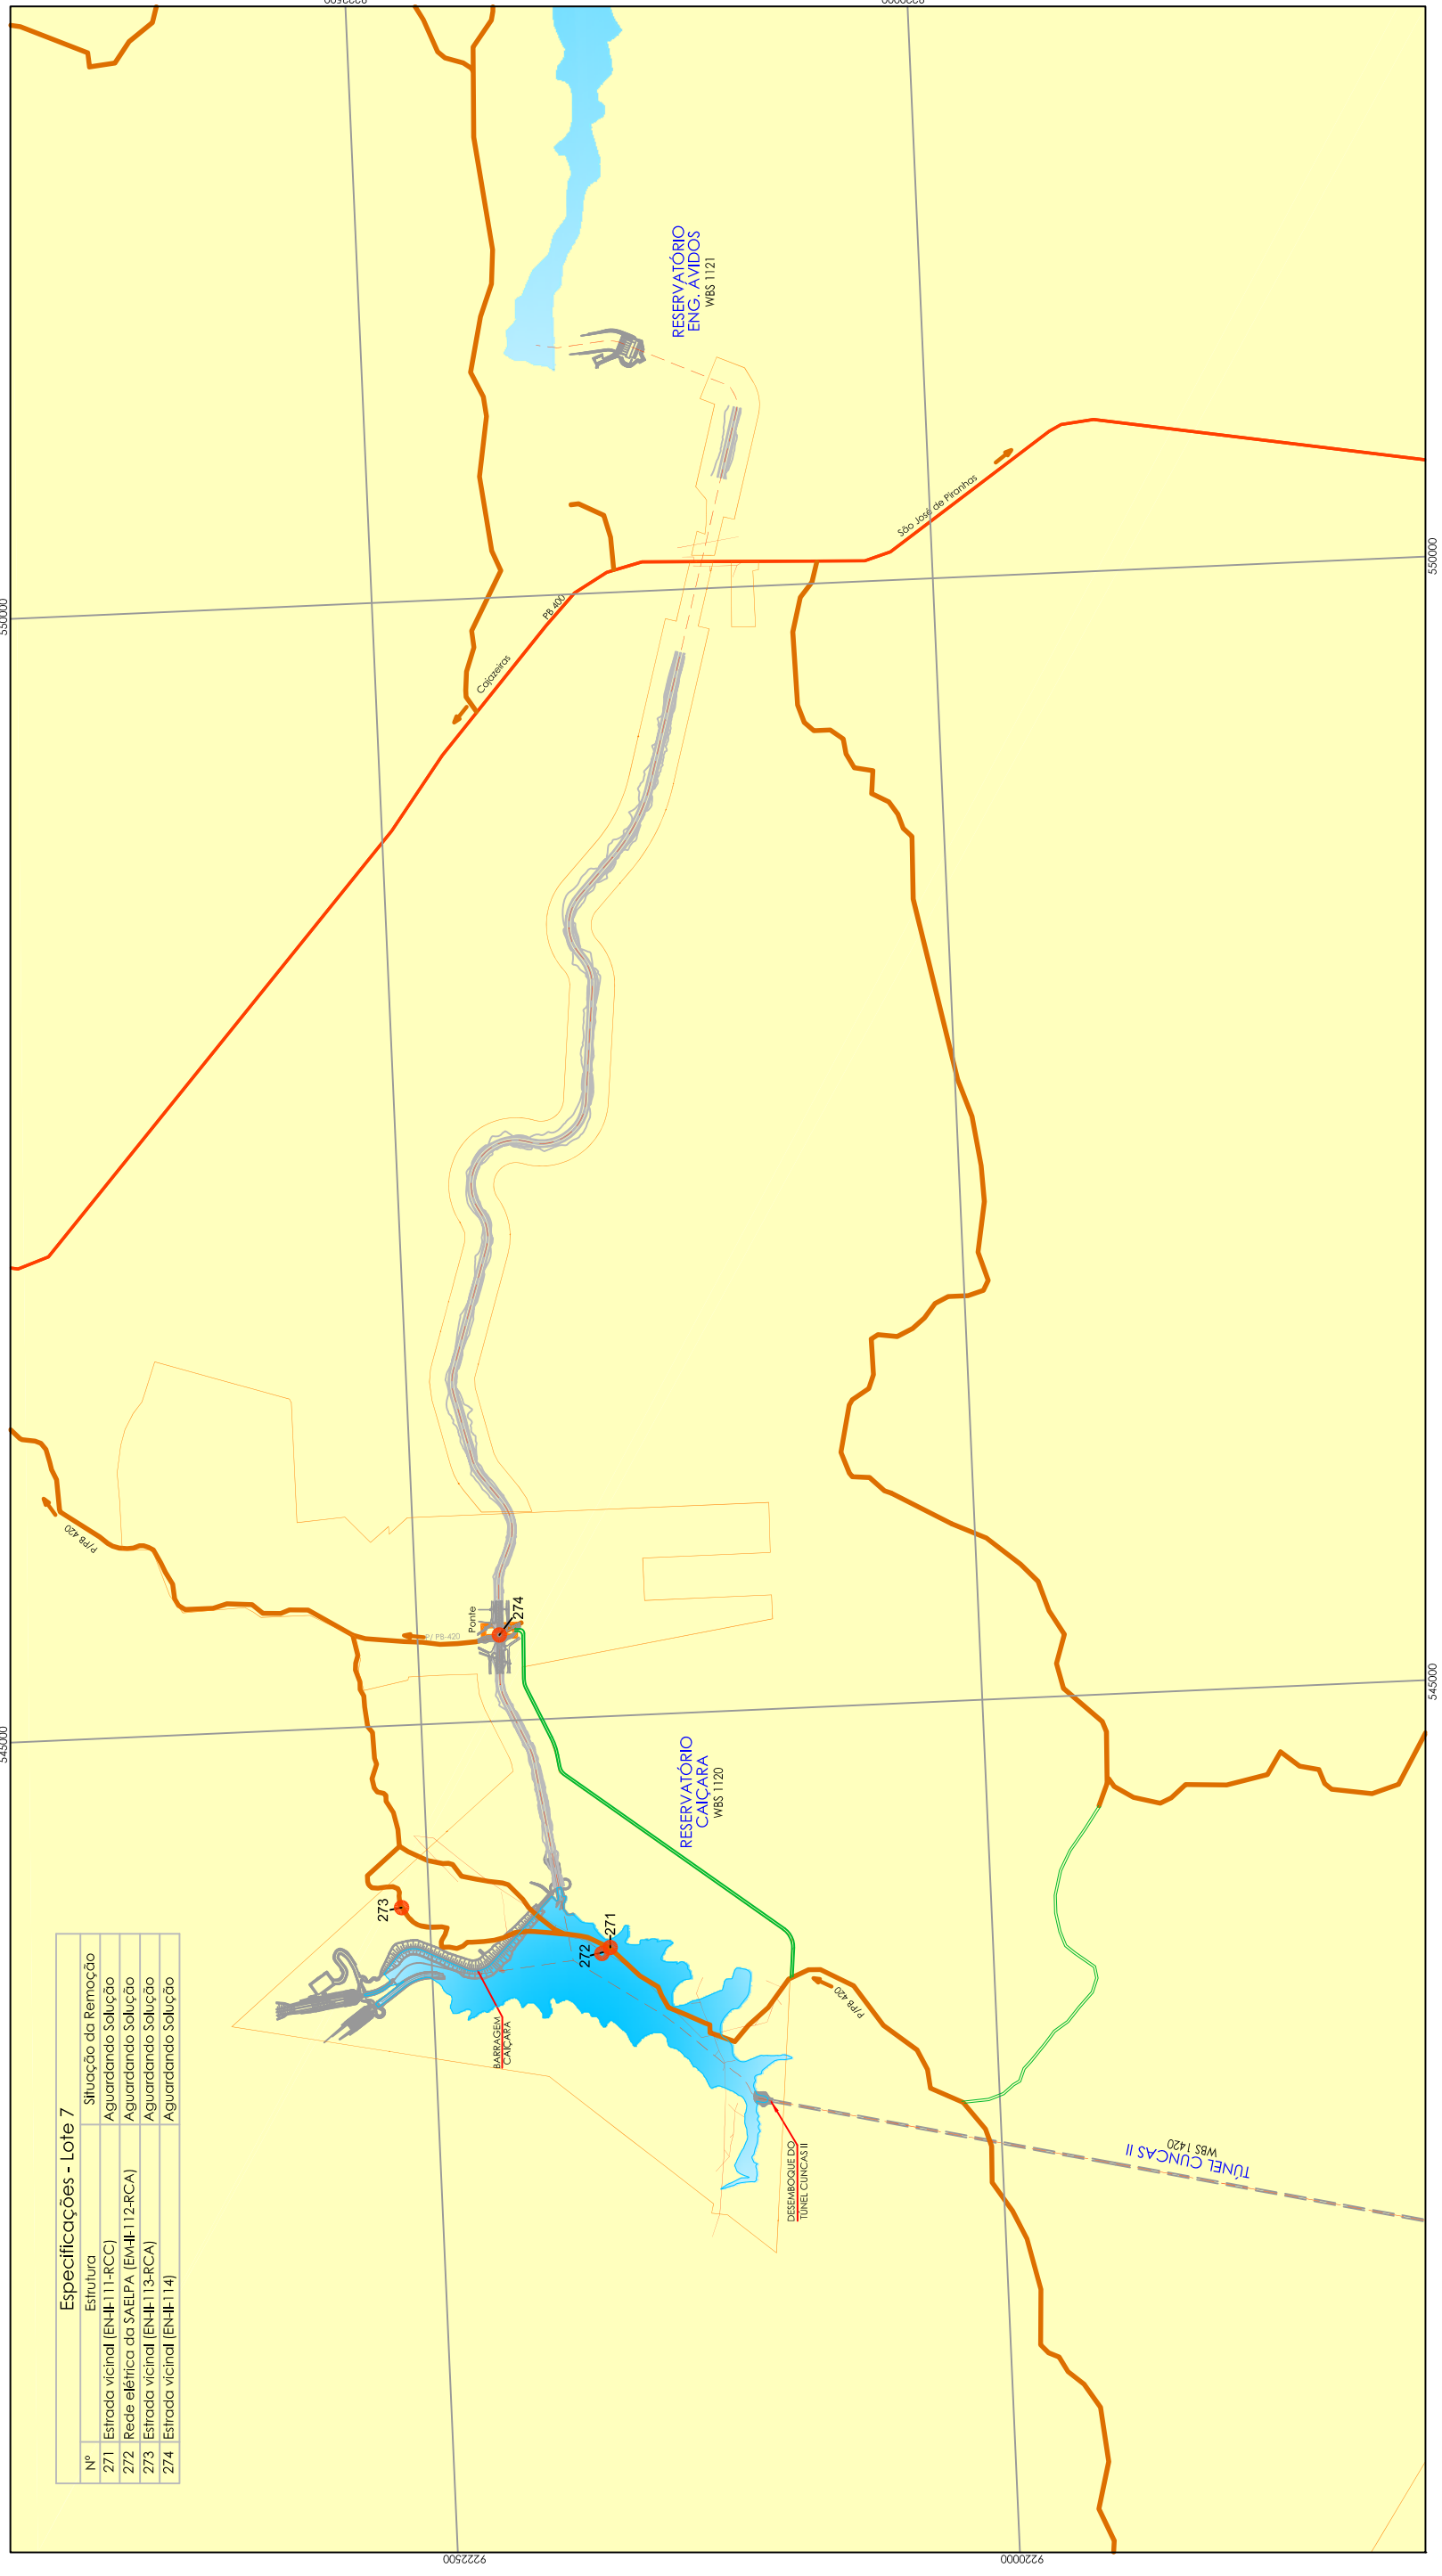 Especificações - Lote 7
Nº Estrutura Situação da Remoção
271 Estrada vicinal (EN-II-111-RCC) Aguardando Solução
272 Rede elétrica da SAELPA (EM-II-112-RCA) Aguardando Solução
273 Estrada vicinal (EN-II-113-RCA) Aguardando Solução
274 Estrada vicinal (EN-II-114) Aguardando Solução
545000
550000
P/PB 420
P/ PB-420
Ponte
274
273
272
271
BARRAGEM
CAIÇARA
RESERVATÓRIO
CAIÇARA
WBS 1120
DESEMBOQUE DO
TÚNEL CUNCAS II
P/PB 420
TÚNEL CUNCAS II
WBS 1420
Cajazeiras
PB 400
São José de Piranhas
RESERVATÓRIO
ENG. ÁVIDOS
WBS 1121
9222500
9220000
545000
550000